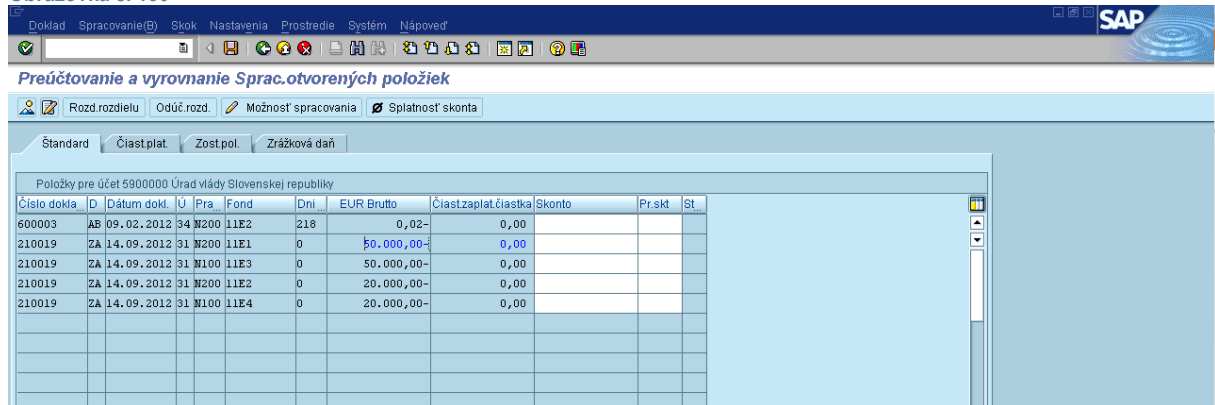 Doklad Spracovanie(B) Skok Nastavenia Prostredie Systém Nápoveď
SAP
Preúčtovanie a vyrovnanie Sprac.otvorených položiek
Rozd.rozdielu Odúč.rozd. Možnosť spracovania Splatnosť skonta
Štandard Čiast.plat. Zost.pol. Zrážková daň
Položky pre účet 5900000 Úrad vlády Slovenskej republiky
Číslo dokla... D Dátum dokl. Ú Pra... Fond Dni... EUR Brutto Čiast.zaplat.čiastka Skonto Pr.skt St...
600003 AB 09.02.2012 34 N200 11E2 218 0,02- 0,00
210019 ZA 14.09.2012 31 N200 11E1 0 50.000,00- 0,00
210019 ZA 14.09.2012 31 N100 11E3 0 50.000,00- 0,00
210019 ZA 14.09.2012 31 N200 11E2 0 20.000,00- 0,00
210019 ZA 14.09.2012 31 N100 11E4 0 20.000,00- 0,00